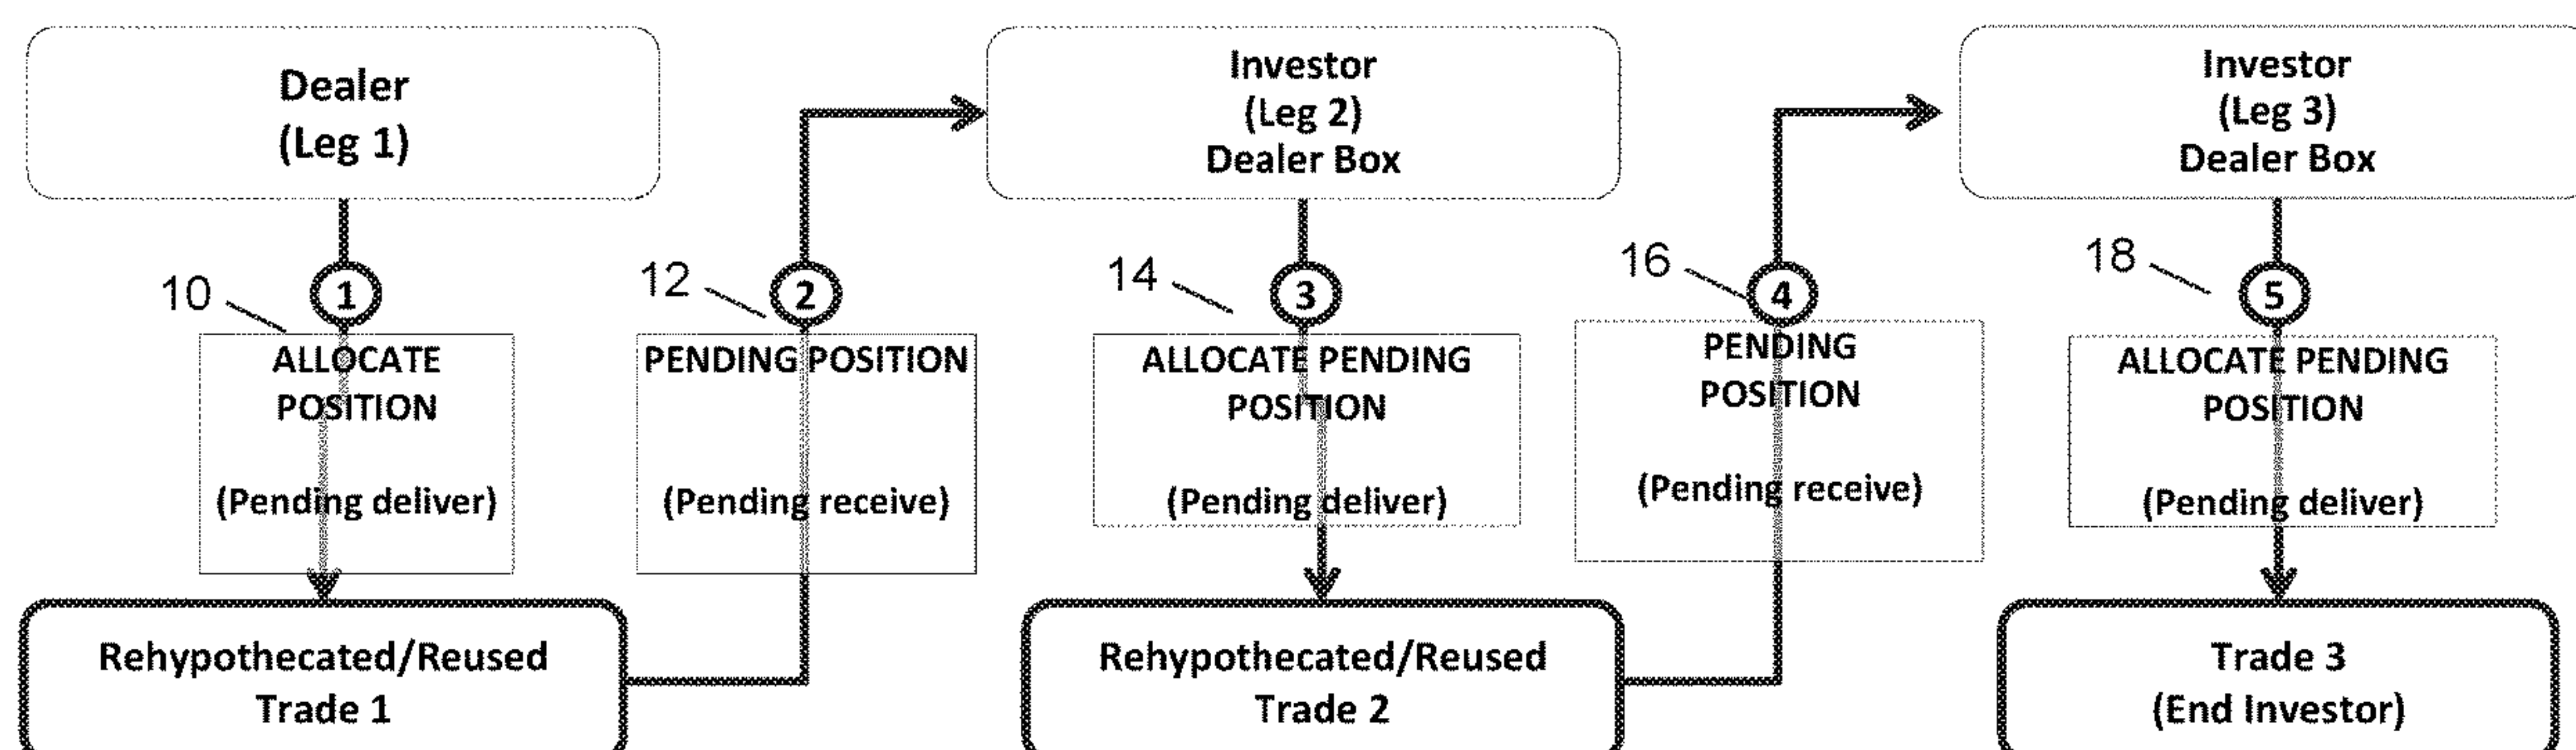 Dealer
(Leg 1)
Investor
(Leg 2)
Dealer Box
Investor
(Leg 3)
Dealer Box
10
1
ALLOCATE
POSITION
(Pending deliver)
12
2
PENDING POSITION
(Pending receive)
14
3
ALLOCATE PENDING
POSITION
(Pending deliver)
16
4
PENDING
POSITION
(Pending receive)
18
5
ALLOCATE PENDING
POSITION
(Pending deliver)
Rehypothecated/Reused
Trade 1
Rehypothecated/Reused
Trade 2
Trade 3
(End Investor)